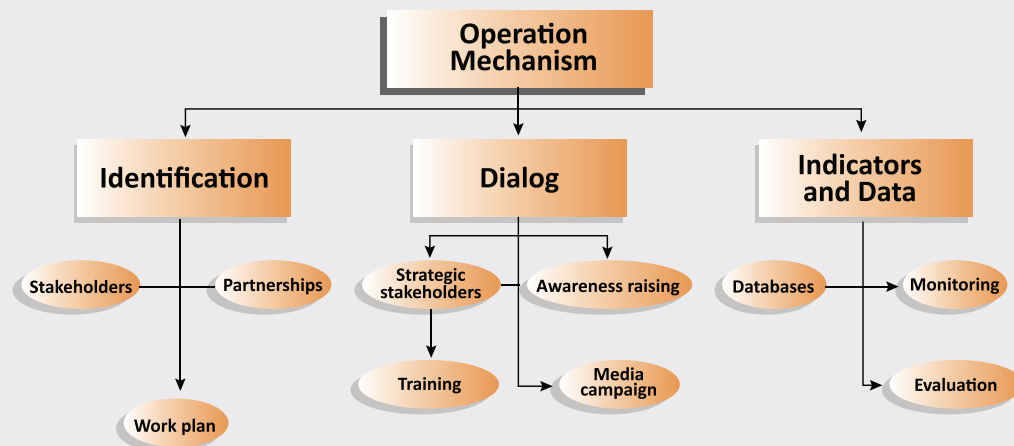 Operation
Mechanism
Identification
Dialog
Indicators
and Data
Stakeholders
Partnerships
Strategic
stakeholders
Awareness raising
Databases
Monitoring
Training
Media
campaign
Evaluation
Work plan